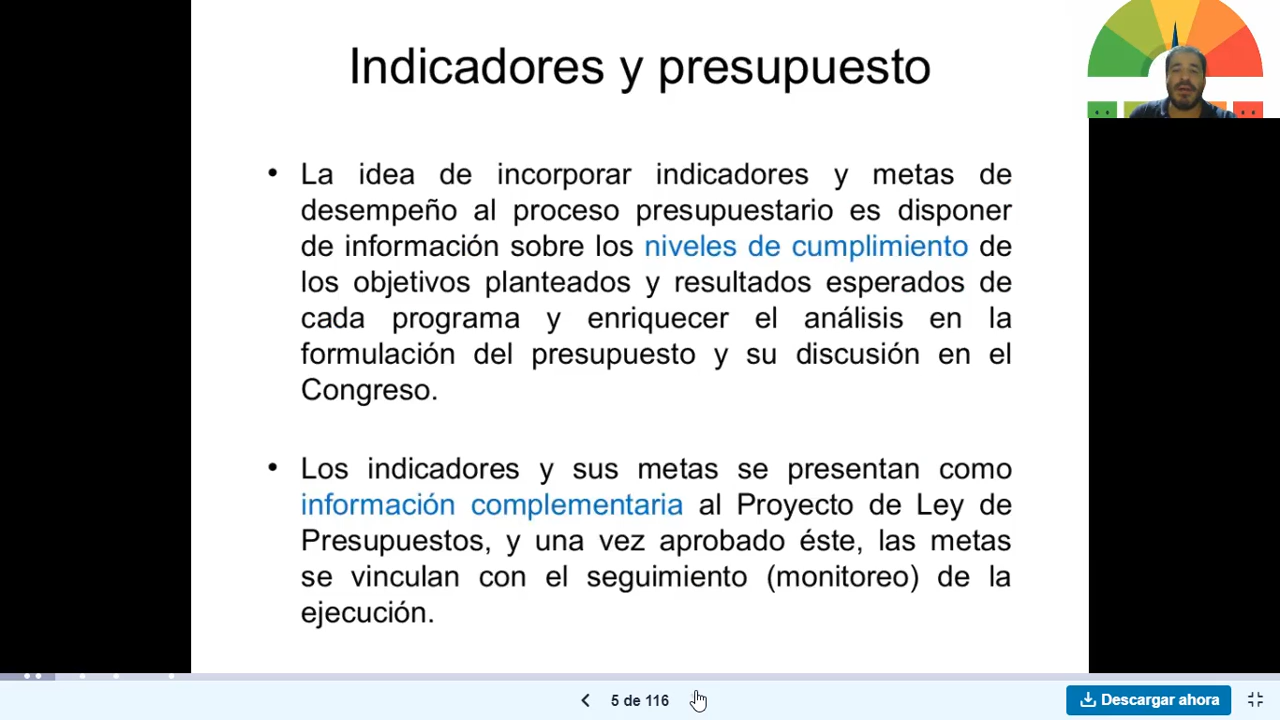 Indicadores y presupuesto
• La idea de incorporar indicadores y metas de
desempeño al proceso presupuestario es disponer
de información sobre los niveles de cumplimiento de
los objetivos planteados y resultados esperados de
cada programa y enriquecer el análisis en la
formulación del presupuesto y su discusión en el
Congreso.
• Los indicadores y sus metas se presentan como
información complementaria al Proyecto de Ley de
Presupuestos, y una vez aprobado éste, las metas
se vinculan con el seguimiento (monitoreo) de la
ejecución.
5 de 116
Descargar ahora